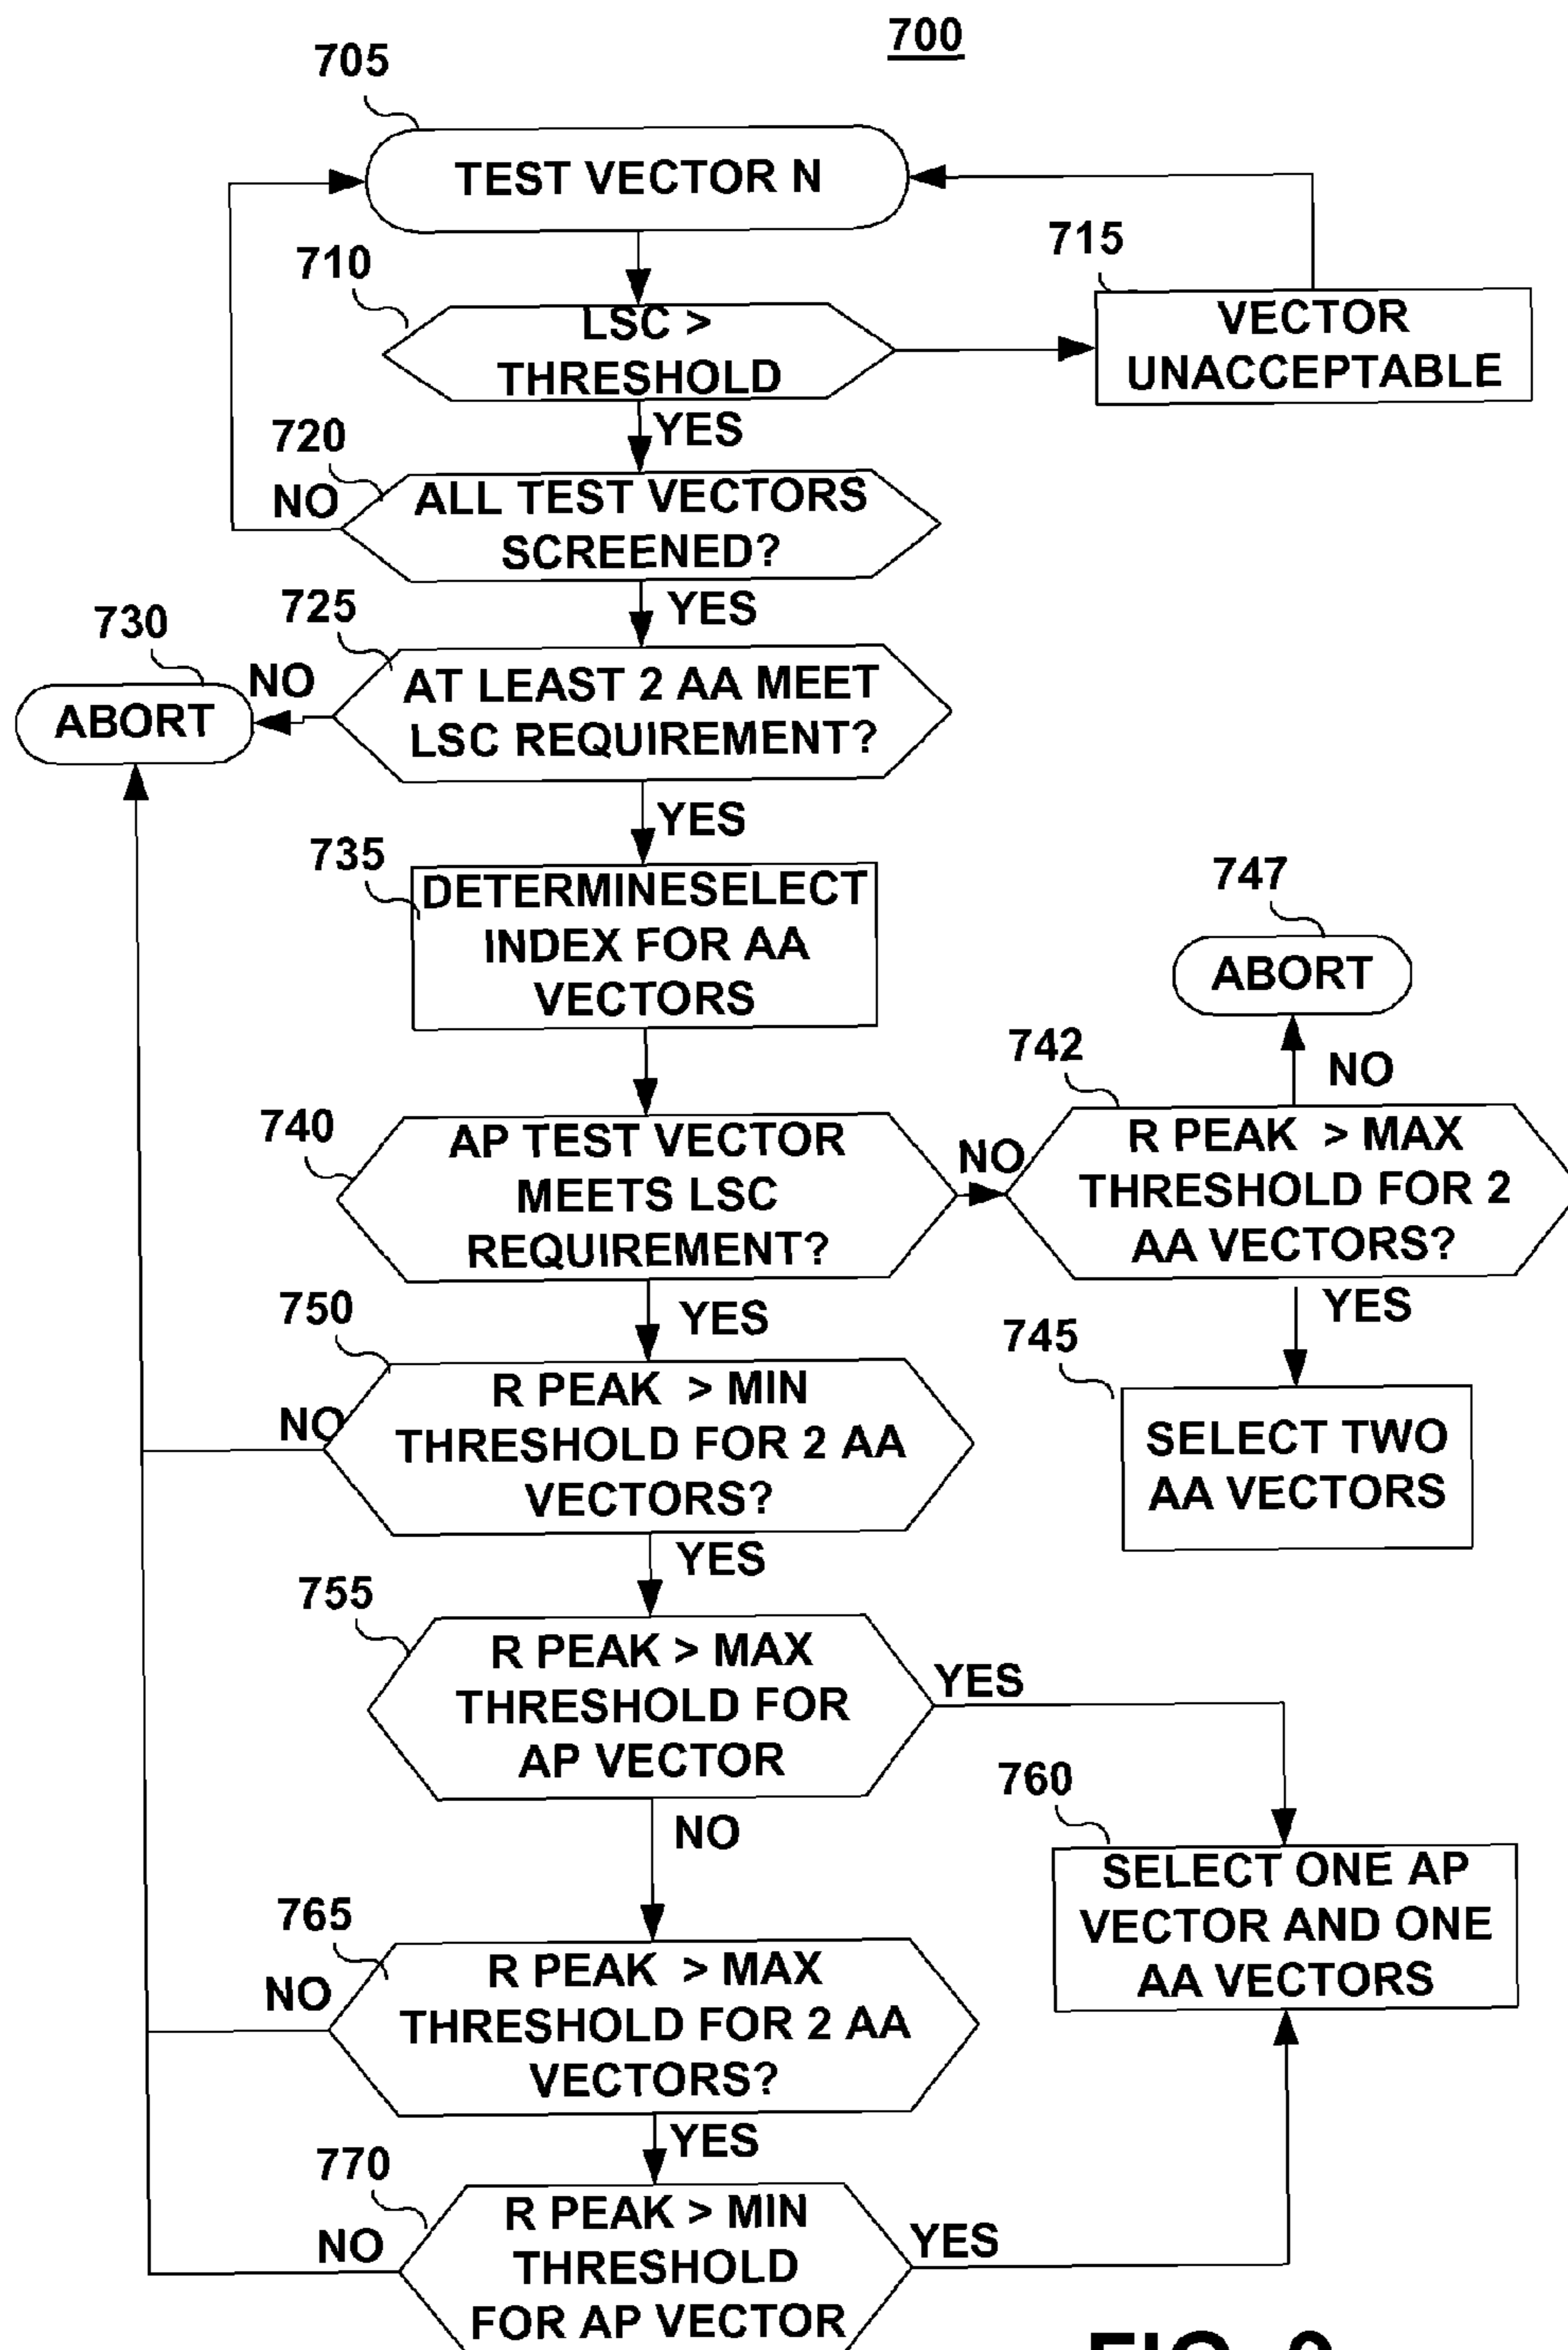 700
705
TEST VECTOR N
710
LSC >
THRESHOLD
715
VECTOR
UNACCEPTABLE
YES
720
NO
ALL TEST VECTORS
SCREENED?
YES
725
730
NO
ABORT
AT LEAST 2 AA MEET
LSC REQUIREMENT?
YES
735
DETERMINESELECT
INDEX FOR AA
VECTORS
747
ABORT
742
NO
740
AP TEST VECTOR
MEETS LSC
REQUIREMENT?
NO
R PEAK > MAX
THRESHOLD FOR 2
AA VECTORS?
YES
YES
745
SELECT TWO
AA VECTORS
750
NO
R PEAK > MIN
THRESHOLD FOR 2 AA
VECTORS?
YES
755
R PEAK > MAX
THRESHOLD FOR
AP VECTOR
YES
NO
760
SELECT ONE AP
VECTOR AND ONE
AA VECTORS
765
NO
R PEAK > MAX
THRESHOLD FOR 2 AA
VECTORS?
YES
770
NO
R PEAK > MIN
THRESHOLD
FOR AP VECTOR
YES